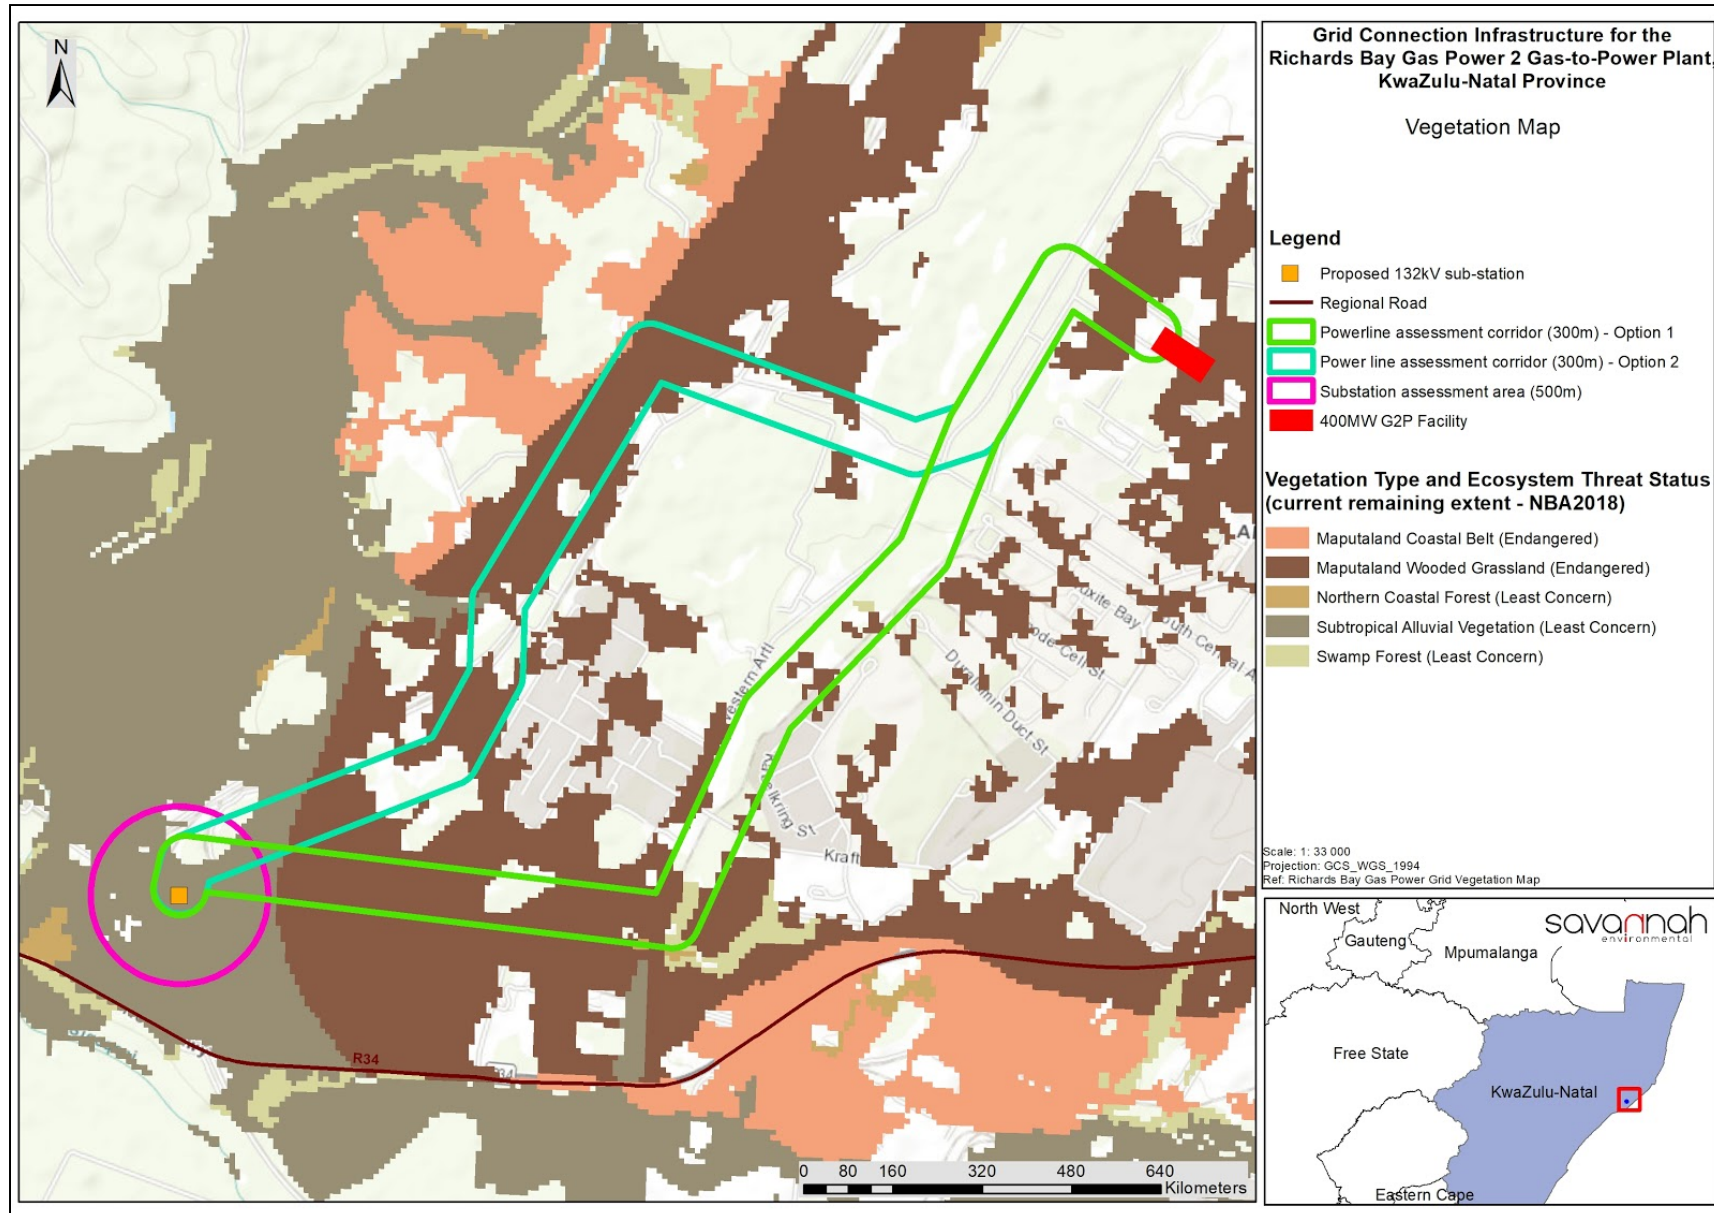 N
Western Arti
Kraalkring St
Kraft
Duralumin Duct St
R34
0 80 160 320 480 640
Kilometers
Grid Connection Infrastructure for the
Richards Bay Gas Power 2 Gas-to-Power Plant,
KwaZulu-Natal Province
Vegetation Map
Legend
Proposed 132kV sub-station
Regional Road
Powerline assessment corridor (300m) - Option 1
Power line assessment corridor (300m) - Option 2
Substation assessment area (500m)
400MW G2P Facility
Vegetation Type and Ecosystem Threat Status
(current remaining extent - NBA2018)
Maputaland Coastal Belt (Endangered)
Maputaland Wooded Grassland (Endangered)
Northern Coastal Forest (Least Concern)
Subtropical Alluvial Vegetation (Least Concern)
Swamp Forest (Least Concern)
Scale: 1: 33 000
Projection: GCS_WGS_1994
Ref: Richards Bay Gas Power Grid Vegetation Map
North West
Gauteng
Mpumalanga
Free State
KwaZulu-Natal
Eastern Cape
savannah
environmental